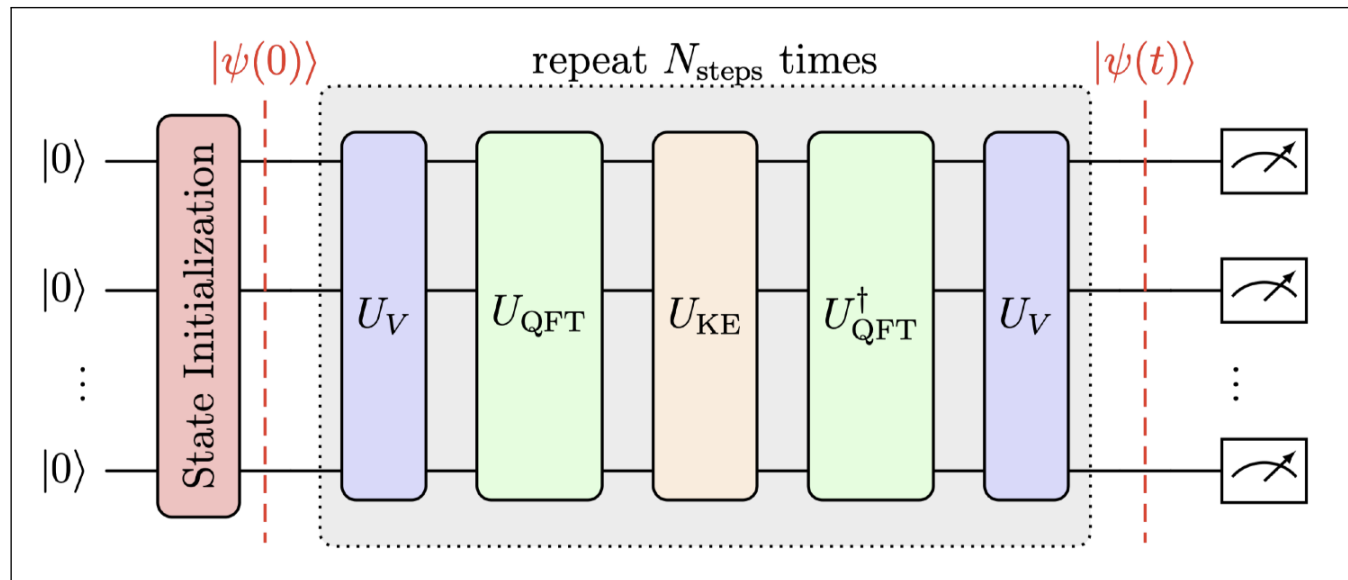 |ψ(0)⟩
repeat N_steps times
|ψ(t)⟩
|0⟩
|0⟩
⋮
|0⟩
State Initialization
U_V
U_QFT
U_KE
U†_QFT
U_V
⋮